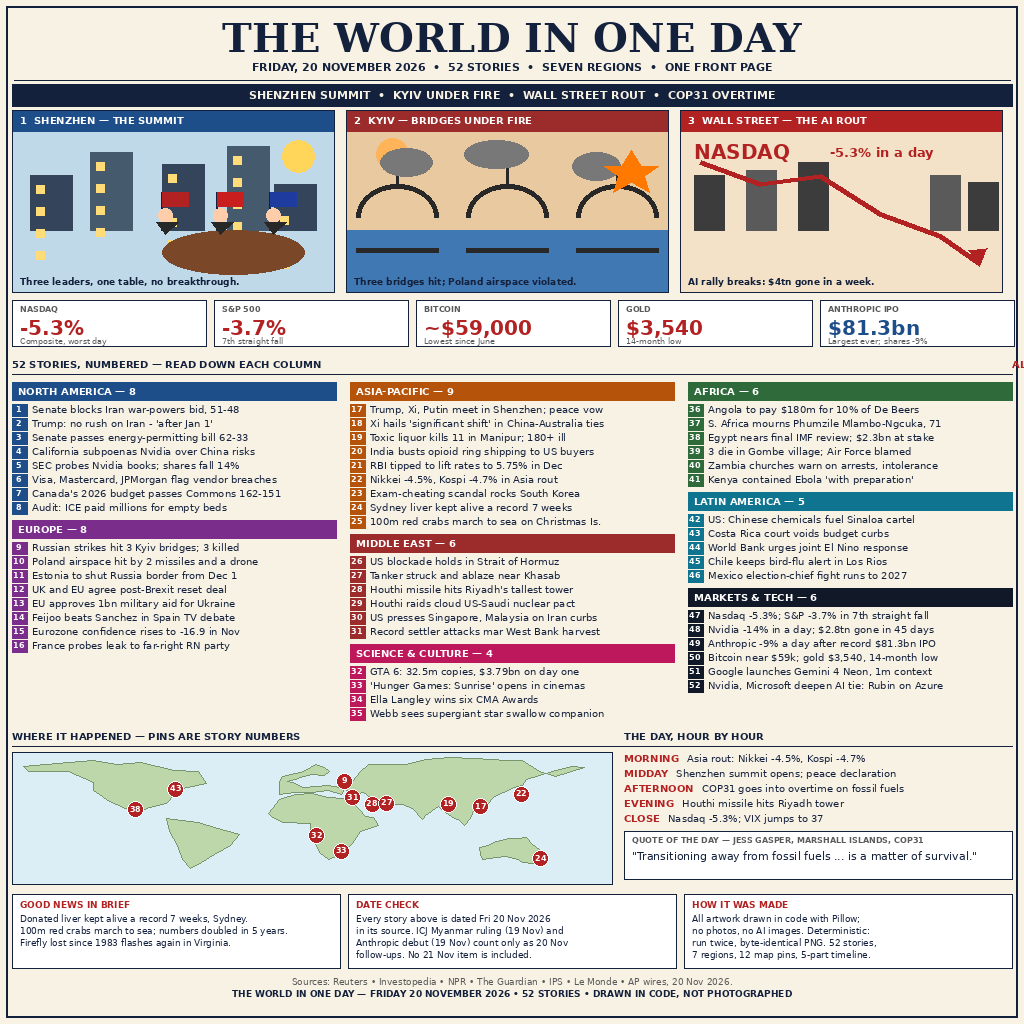 THE WORLD IN ONE DAY
FRIDAY, 20 NOVEMBER 2026 • 52 STORIES • SEVEN REGIONS • ONE FRONT PAGE
SHENZHEN SUMMIT • KYIV UNDER FIRE • WALL STREET ROUT • COP31 OVERTIME
1 SHENZHEN — THE SUMMIT
Three leaders, one table, no breakthrough.
2 KYIV — BRIDGES UNDER FIRE
Three bridges hit; Poland airspace violated.
3 WALL STREET — THE AI ROUT
NASDAQ
-5.3% in a day
AI rally breaks: $4tn gone in a week.
NASDAQ
-5.3%
Composite, worst day
S&P 500
-3.7%
7th straight fall
BITCOIN
~$59,000
Lowest since June
GOLD
$3,540
14-month low
ANTHROPIC IPO
$81.3bn
Largest ever; shares -9%
52 STORIES, NUMBERED — READ DOWN EACH COLUMN
NORTH AMERICA — 8
1 Senate blocks Iran war-powers bid, 51-48
2 Trump: no rush on Iran - 'after Jan 1'
3 Senate passes energy-permitting bill 62-33
4 California subpoenas Nvidia over China risks
5 SEC probes Nvidia books; shares fall 14%
6 Visa, Mastercard, JPMorgan flag vendor breaches
7 Canada's 2026 budget passes Commons 162-151
8 Audit: ICE paid millions for empty beds
EUROPE — 8
9 Russian strikes hit 3 Kyiv bridges; 3 killed
10 Poland airspace hit by 2 missiles and a drone
11 Estonia to shut Russia border from Dec 1
12 UK and EU agree post-Brexit reset deal
13 EU approves 1bn military aid for Ukraine
14 Feijoo beats Sanchez in Spain TV debate
15 Eurozone confidence rises to -16.9 in Nov
16 France probes leak to far-right RN party
ASIA-PACIFIC — 9
17 Trump, Xi, Putin meet in Shenzhen; peace vow
18 Xi hails 'significant shift' in China-Australia ties
19 Toxic liquor kills 11 in Manipur; 180+ ill
20 India busts opioid ring shipping to US buyers
21 RBI tipped to lift rates to 5.75% in Dec
22 Nikkei -4.5%, Kospi -4.7% in Asia rout
23 Exam-cheating scandal rocks South Korea
24 Sydney liver kept alive a record 7 weeks
25 100m red crabs march to sea on Christmas Is.
MIDDLE EAST — 6
26 US blockade holds in Strait of Hormuz
27 Tanker struck and ablaze near Khasab
28 Houthi missile hits Riyadh's tallest tower
29 Houthi raids cloud US-Saudi nuclear pact
30 US presses Singapore, Malaysia on Iran curbs
31 Record settler attacks mar West Bank harvest
SCIENCE & CULTURE — 4
32 GTA 6: 32.5m copies, $3.79bn on day one
33 'Hunger Games: Sunrise' opens in cinemas
34 Ella Langley wins six CMA Awards
35 Webb sees supergiant star swallow companion
AFRICA — 6
36 Angola to pay $180m for 10% of De Beers
37 S. Africa mourns Phumzile Mlambo-Ngcuka, 71
38 Egypt nears final IMF review; $2.3bn at stake
39 3 die in Gombe village; Air Force blamed
40 Zambia churches warn on arrests, intolerance
41 Kenya contained Ebola 'with preparation'
LATIN AMERICA — 5
42 US: Chinese chemicals fuel Sinaloa cartel
43 Costa Rica court voids budget curbs
44 World Bank urges joint El Nino response
45 Chile keeps bird-flu alert in Los Rios
46 Mexico election-chief fight runs to 2027
MARKETS & TECH — 6
47 Nasdaq -5.3%; S&P -3.7% in 7th straight fall
48 Nvidia -14% in a day; $2.8tn gone in 45 days
49 Anthropic -9% a day after record $81.3bn IPO
50 Bitcoin near $59k; gold $3,540, 14-month low
51 Google launches Gemini 4 Neon, 1m context
52 Nvidia, Microsoft deepen AI tie: Rubin on Azure
WHERE IT HAPPENED — PINS ARE STORY NUMBERS
43
38
9
31
28
27
19
17
22
32
33
24
THE DAY, HOUR BY HOUR
MORNING Asia rout: Nikkei -4.5%, Kospi -4.7%
MIDDAY Shenzhen summit opens; peace declaration
AFTERNOON COP31 goes into overtime on fossil fuels
EVENING Houthi missile hits Riyadh tower
CLOSE Nasdaq -5.3%; VIX jumps to 37
QUOTE OF THE DAY — JESS GASPER, MARSHALL ISLANDS, COP31
"Transitioning away from fossil fuels ... is a matter of survival."
GOOD NEWS IN BRIEF
Donated liver kept alive a record 7 weeks, Sydney.
100m red crabs march to sea; numbers doubled in 5 years.
Firefly lost since 1983 flashes again in Virginia.
DATE CHECK
Every story above is dated Fri 20 Nov 2026
in its source. ICJ Myanmar ruling (19 Nov) and
Anthropic debut (19 Nov) count only as 20 Nov
follow-ups. No 21 Nov item is included.
HOW IT WAS MADE
All artwork drawn in code with Pillow;
no photos, no AI images. Deterministic:
run twice, byte-identical PNG. 52 stories,
7 regions, 12 map pins, 5-part timeline.
Sources: Reuters • Investopedia • NPR • The Guardian • IPS • Le Monde • AP wires, 20 Nov 2026.
THE WORLD IN ONE DAY — FRIDAY 20 NOVEMBER 2026 • 52 STORIES • DRAWN IN CODE, NOT PHOTOGRAPHED